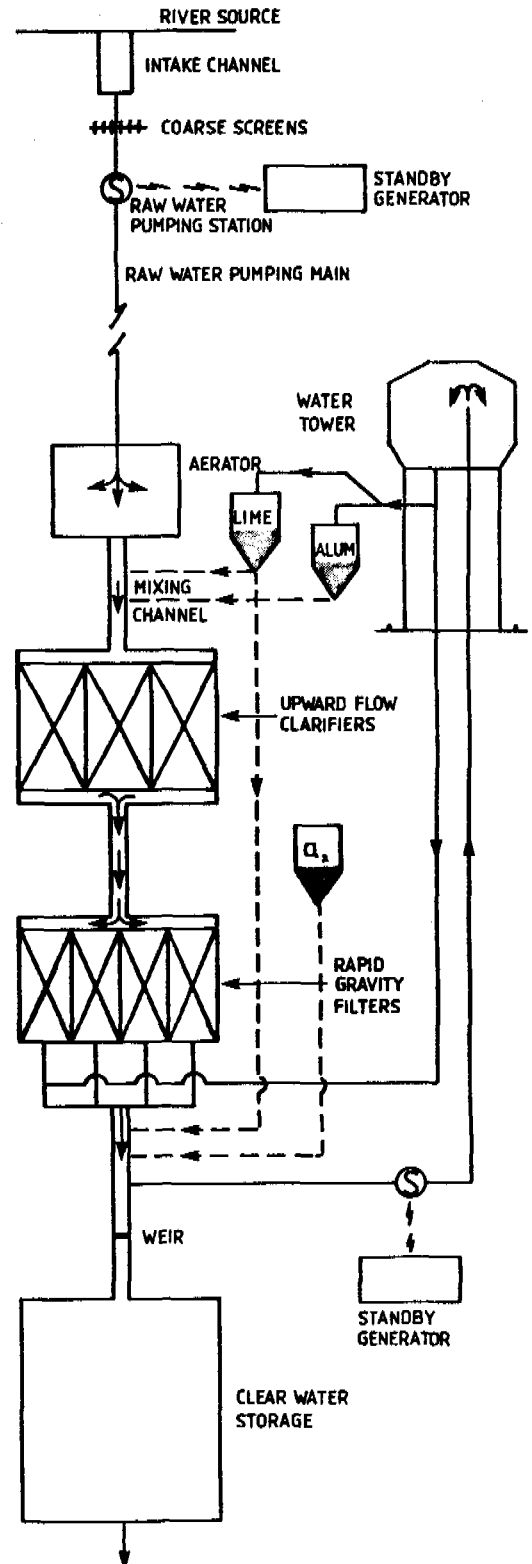 RIVER SOURCE
INTAKE CHANNEL
COARSE SCREENS
S
RAW WATER
PUMPING STATION
STANDBY
GENERATOR
RAW WATER PUMPING MAIN
WATER
TOWER
AERATOR
LIME
ALUM
MIXING
CHANNEL
UPWARD FLOW
CLARIFIERS
Cl₂
RAPID
GRAVITY
FILTERS
S
WEIR
STANDBY
GENERATOR
CLEAR WATER
STORAGE